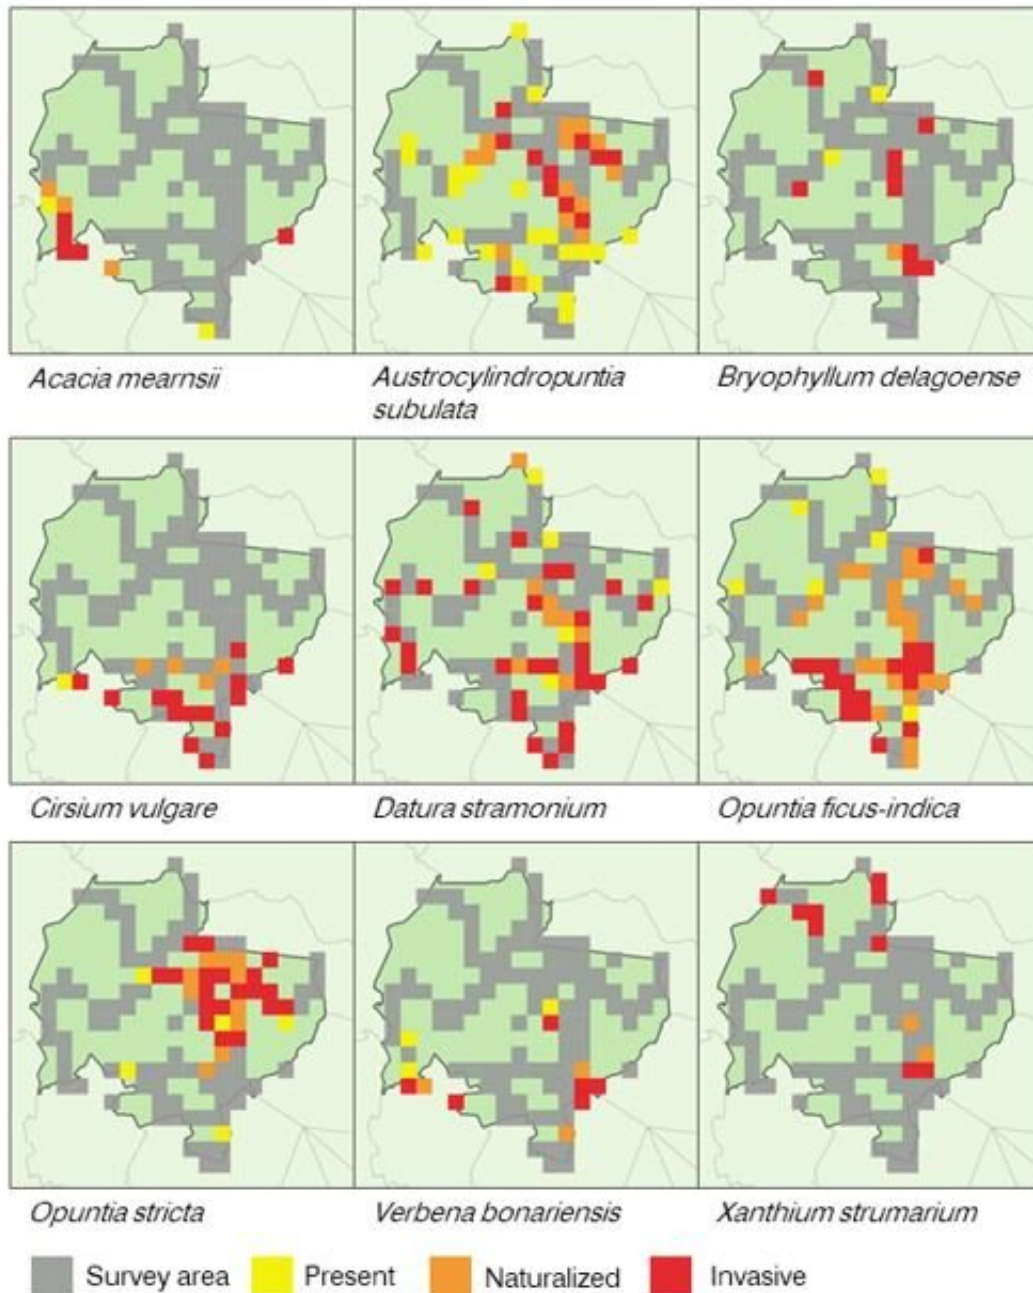 Acacia mearnsii
Austrocylindropuntia
subulata
Bryophyllum delagoense
Cirsium vulgare
Datura stramonium
Opuntia ficus-indica
Opuntia stricta
Verbena bonariensis
Xanthium strumarium
Survey area
Present
Naturalized
Invasive